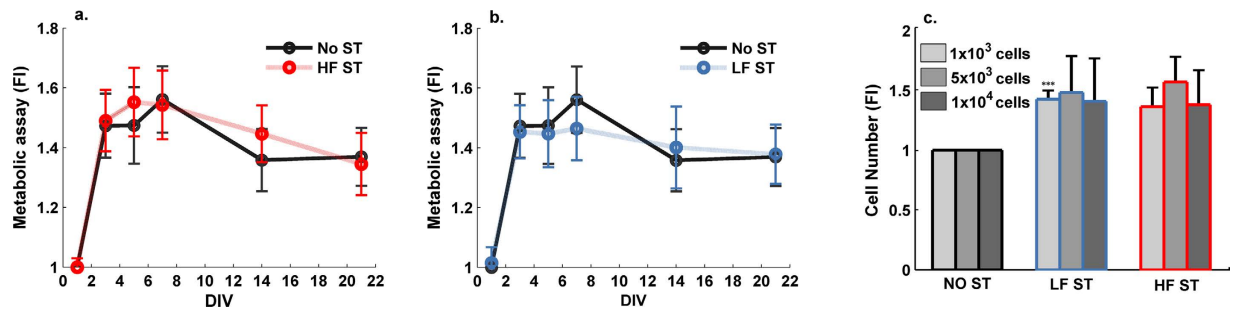 a.
Metabolic assay (FI)
1.8
1.6
1.4
1.2
1
No ST
HF ST
0 2 4 6 8 10 12 14 16 18 20 22
DIV
b.
Metabolic assay (FI)
1.8
1.6
1.4
1.2
1
No ST
LF ST
0 2 4 6 8 10 12 14 16 18 20 22
DIV
c.
Cell Number (FI)
2
1.5
1
0.5
0
1x10³ cells
5x10³ cells
1x10⁴ cells
***
NO ST LF ST HF ST